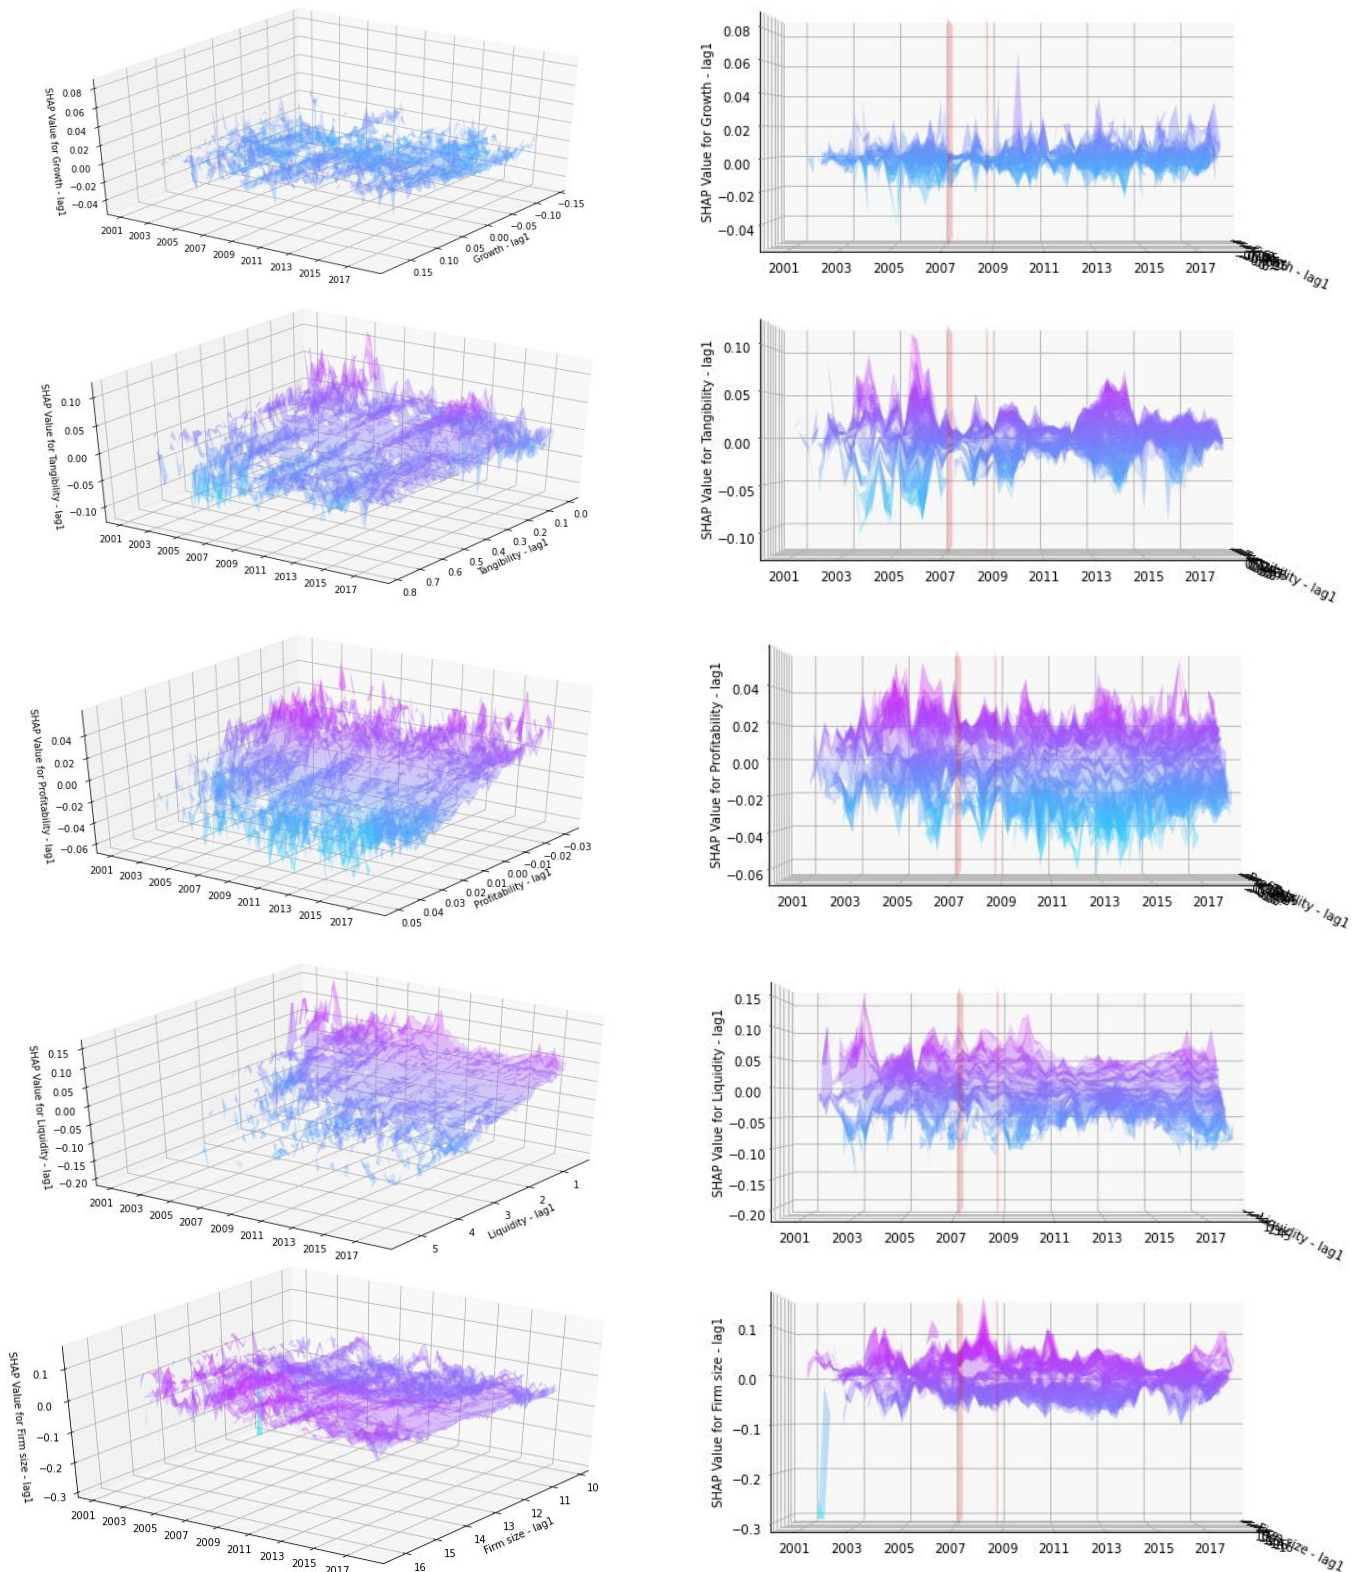 SHAP Value for Growth - lag1
0.08
0.06
0.04
0.02
0.00
−0.02
−0.04
2001 2003 2005 2007 2009 2011 2013 2015 2017
0.15 0.10 0.05 0.00 −0.05 −0.10 −0.15
Growth - lag1
SHAP Value for Growth - lag1
0.08
0.06
0.04
0.02
0.00
−0.02
−0.04
2001 2003 2005 2007 2009 2011 2013 2015 2017
- lag1
SHAP Value for Tangibility - lag1
0.10
0.05
0.00
−0.05
−0.10
2001 2003 2005 2007 2009 2011 2013 2015 2017
0.8 0.7 0.6 0.5 0.4 0.3 0.2 0.1 0.0
Tangibility - lag1
SHAP Value for Tangibility - lag1
0.10
0.05
0.00
−0.05
−0.10
2001 2003 2005 2007 2009 2011 2013 2015 2017
- lag1
SHAP Value for Profitability - lag1
0.04
0.02
0.00
−0.02
−0.04
−0.06
2001 2003 2005 2007 2009 2011 2013 2015 2017
0.05 0.04 0.03 0.02 0.01 0.00 −0.01 −0.02 −0.03
Profitability - lag1
SHAP Value for Profitability - lag1
0.04
0.02
0.00
−0.02
−0.04
−0.06
2001 2003 2005 2007 2009 2011 2013 2015 2017
- lag1
SHAP Value for Liquidity - lag1
0.15
0.10
0.05
0.00
−0.05
−0.10
−0.15
−0.20
2001 2003 2005 2007 2009 2011 2013 2015 2017
5 4 3 2 1
Liquidity - lag1
SHAP Value for Liquidity - lag1
0.15
0.10
0.05
0.00
−0.05
−0.10
−0.15
−0.20
2001 2003 2005 2007 2009 2011 2013 2015 2017
Liquidity - lag1
SHAP Value for Firm size - lag1
0.1
0.0
−0.1
−0.2
−0.3
2001 2003 2005 2007 2009 2011 2013 2015 2017
16 15 14 13 12 11 10
Firm size - lag1
SHAP Value for Firm size - lag1
0.1
0.0
−0.1
−0.2
−0.3
2001 2003 2005 2007 2009 2011 2013 2015 2017
size - lag1